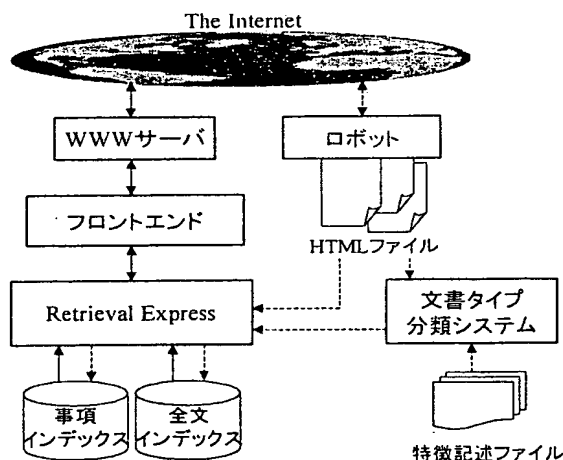 The Internet
WWWサーバ
ロボット
フロントエンド
HTMLファイル
Retrieval Express
文書タイプ
分類システム
事項
インデックス
全文
インデックス
特徴記述ファイル